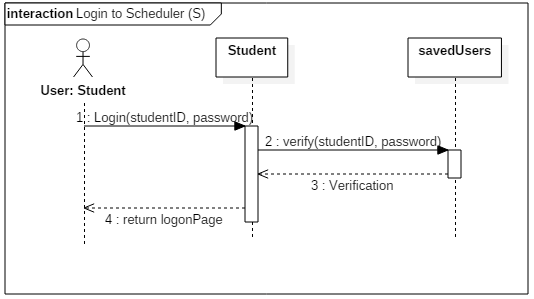 interaction Login to Scheduler (S)
Student
savedUsers
User: Student
1 : Login(studentID, password)
2 : verify(studentID, password)
3 : Verification
4 : return logonPage